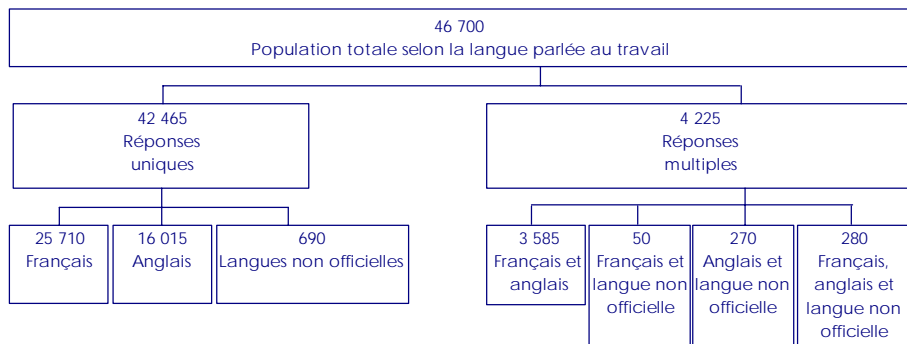 46 700
Population totale selon la langue parlée au travail
42 465
Réponses
uniques
4 225
Réponses
multiples
25 710
Français
16 015
Anglais
690
Langues non officielles
3 585
Français et
anglais
50
Français et
langue non
officielle
270
Anglais et
langue non
officielle
280
Français,
anglais et
langue non
officielle